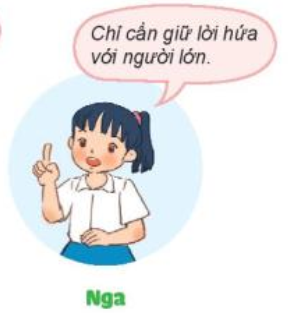 Chỉ cần giữ lời hứa
với người lớn.
Nga